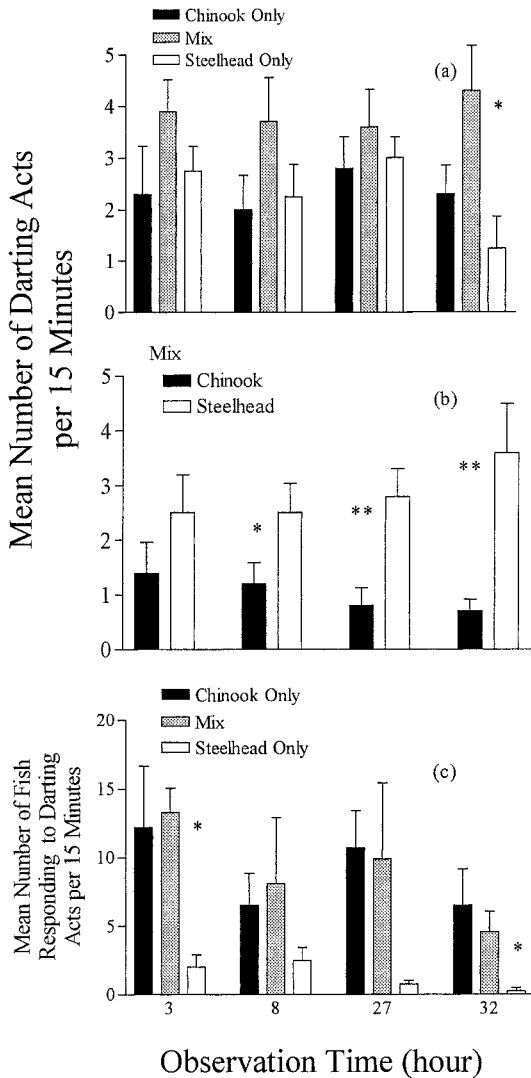 Chinook Only
Mix
Steelhead Only
(a)
5
4
3
2
1
0
*
Mean Number of Darting Acts
per 15 Minutes
Mix
Chinook
Steelhead
(b)
5
4
3
2
1
0
*
**
**
Chinook Only
Mix
Steelhead Only
(c)
20
15
10
5
0
*
*
Mean Number of Fish
Responding to Darting
Acts per 15 Minutes
3 8 27 32
Observation Time (hour)